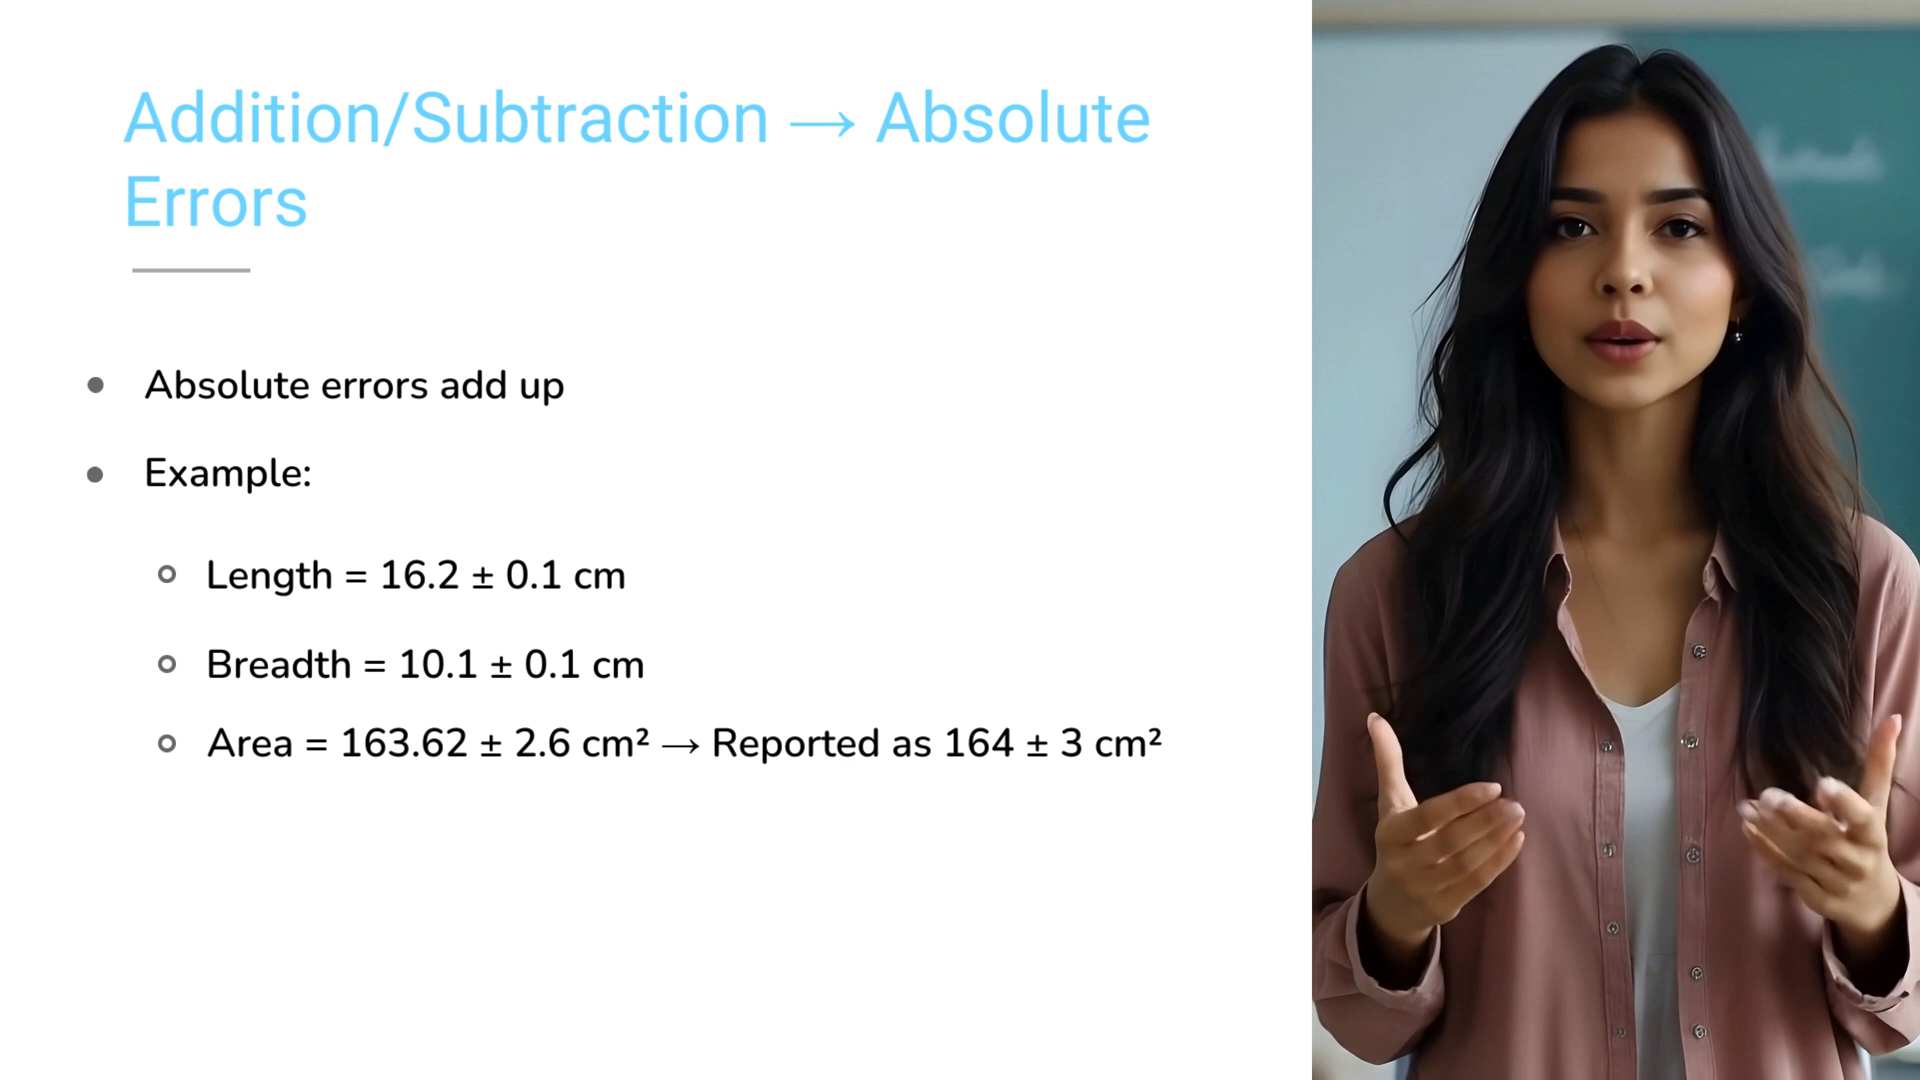 Addition/Subtraction → Absolute
Errors
Absolute errors add up
Example:
Length = 16.2 ± 0.1 cm
Breadth = 10.1 ± 0.1 cm
Area = 163.62 ± 2.6 cm² → Reported as 164 ± 3 cm²